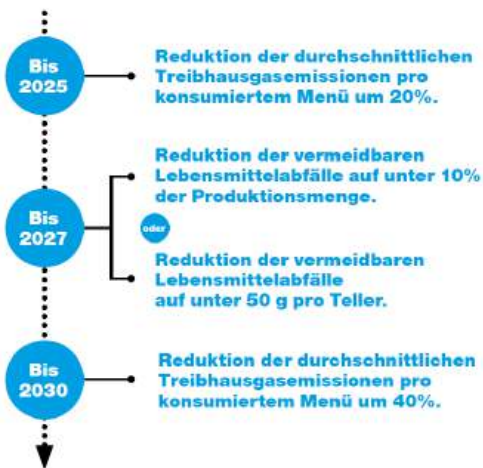 Bis
2025
Reduktion der durchschnittlichen
Treibhausgasemissionen pro
konsumiertem Menü um 20%.
Bis
2027
Reduktion der vermeidbaren
Lebensmittelabfälle auf unter 10%
der Produktionsmenge.
oder
Reduktion der vermeidbaren
Lebensmittelabfälle
auf unter 50 g pro Teller.
Bis
2030
Reduktion der durchschnittlichen
Treibhausgasemissionen pro
konsumiertem Menü um 40%.